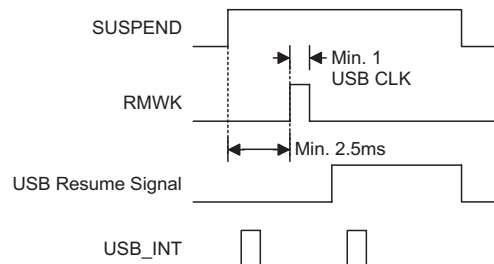 SUSPEND
Min. 1
USB CLK
RMWK
Min. 2.5ms
USB Resume Signal
USB_INT